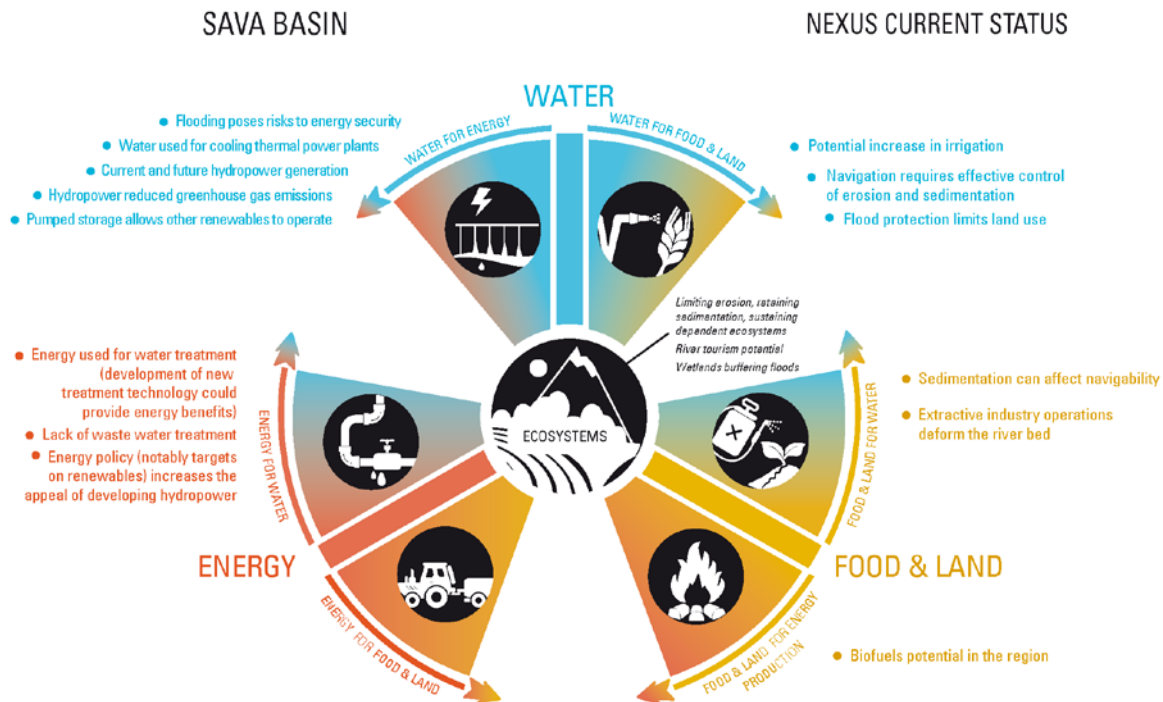 SAVA BASIN
NEXUS CURRENT STATUS
WATER
WATER FOR ENERGY
WATER FOR FOOD & LAND
Flooding poses risks to energy security
Water used for cooling thermal power plants
Current and future hydropower generation
Hydropower reduced greenhouse gas emissions
Pumped storage allows other renewables to operate
Potential increase in irrigation
Navigation requires effective control
of erosion and sedimentation
Flood protection limits land use
Limiting erosion, retaining
sedimentation, sustaining
dependent ecosystems
River tourism potential
Wetlands buffering floods
ECOSYSTEMS
Energy used for water treatment
(development of new
treatment technology could
provide energy benefits)
Lack of waste water treatment
Energy policy (notably targets
on renewables) increases the
appeal of developing hydropower
ENERGY FOR WATER
ENERGY
ENERGY FOR FOOD & LAND
Sedimentation can affect navigability
Extractive industry operations
deform the river bed
FOOD & LAND FOR WATER
FOOD & LAND
FOOD & LAND FOR ENERGY
PRODUCTION
Biofuels potential in the region